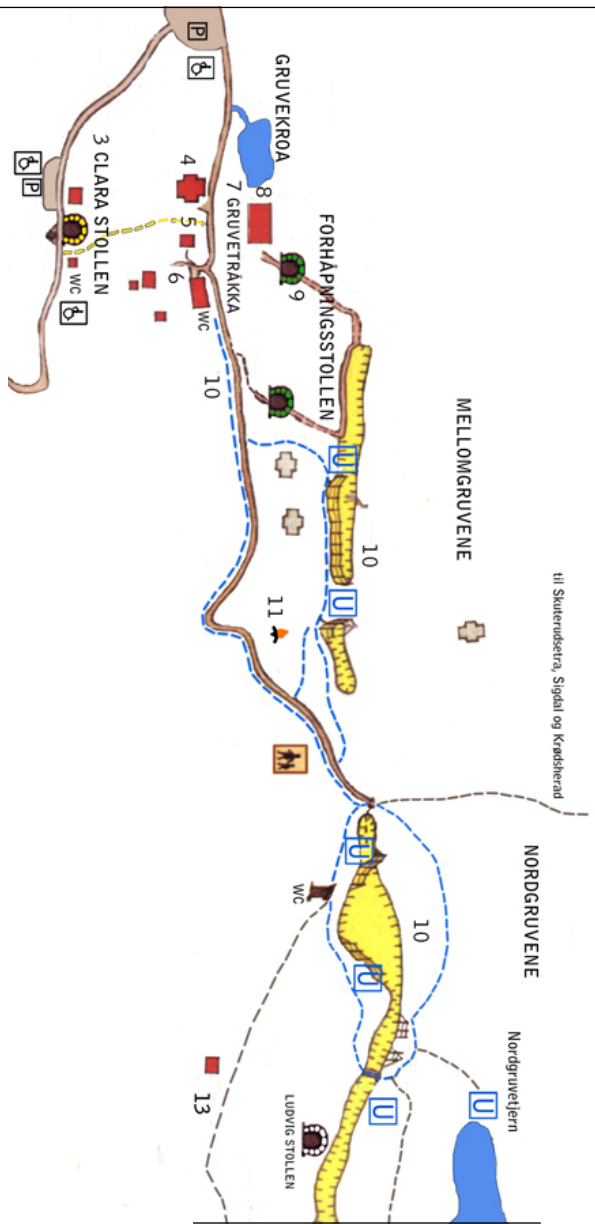 P
GRUVEKROA
P
3 CLARA STOLLEN
WC
4
5
6
WC
7 GRUVETRÅKKA
8
FORHÅPNINGSSTOLLEN
9
10
MELLOMGRUVENE
U
10
U
11
til Skuterudsetra, Sigdal og Krødsherad
NORDGRUVENE
U
10
WC
U
Nordgruvetjern
U
U
13
LUDVIG STOLLEN